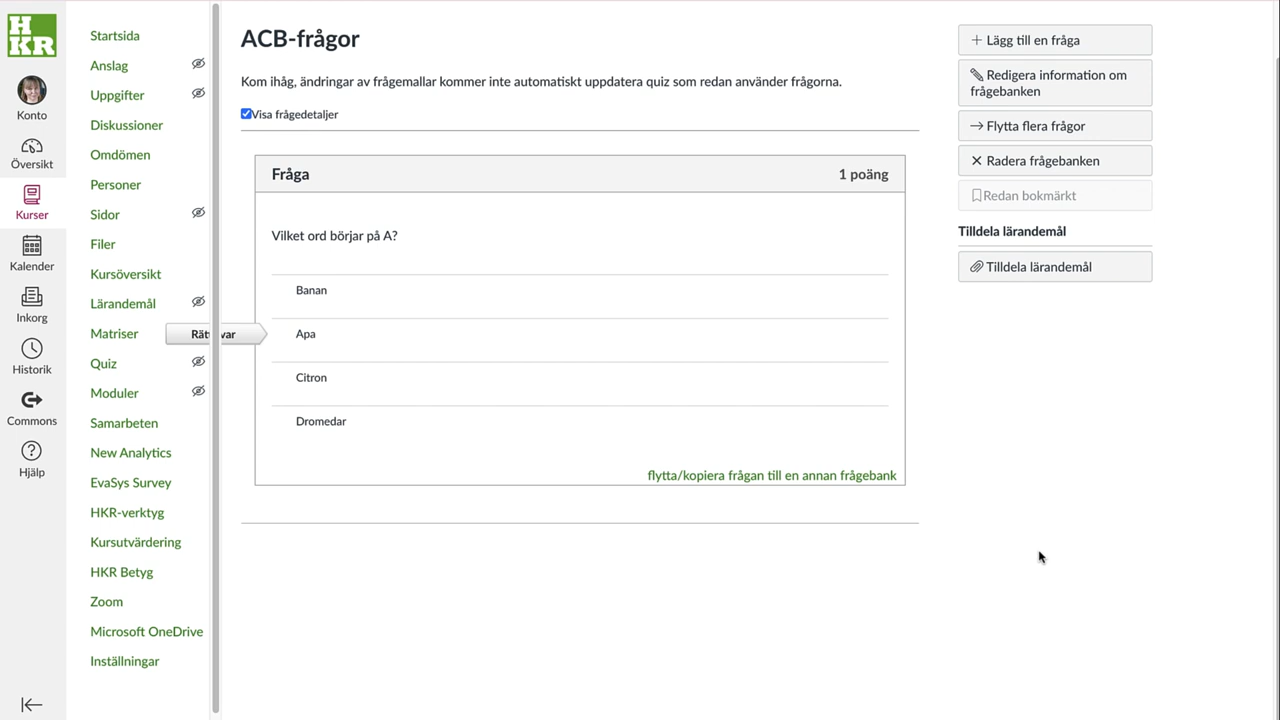 HKR
Konto
Översikt
Kurser
Kalender
Inkorg
Historik
Commons
Hjälp
Startsida
Anslag
Uppgifter
Diskussioner
Omdömen
Personer
Sidor
Filer
Kursöversikt
Lärandemål
Matriser
Quiz
Moduler
Samarbeten
New Analytics
EvaSys Survey
HKR-verktyg
Kursutvärdering
HKR Betyg
Zoom
Microsoft OneDrive
Inställningar
ACB-frågor
Kom ihåg, ändringar av frågemallar kommer inte automatiskt uppdatera quiz som redan använder frågorna.
Visa frågedetaljer
Fråga 1 poäng
Vilket ord börjar på A?
Banan
Apa
Citron
Dromedar
flytta/kopiera frågan till en annan frågebank
Lägg till en fråga
Redigera information om
frågebanken
Flytta flera frågor
Radera frågebanken
Redan bokmärkt
Tilldela lärandemål
Tilldela lärandemål